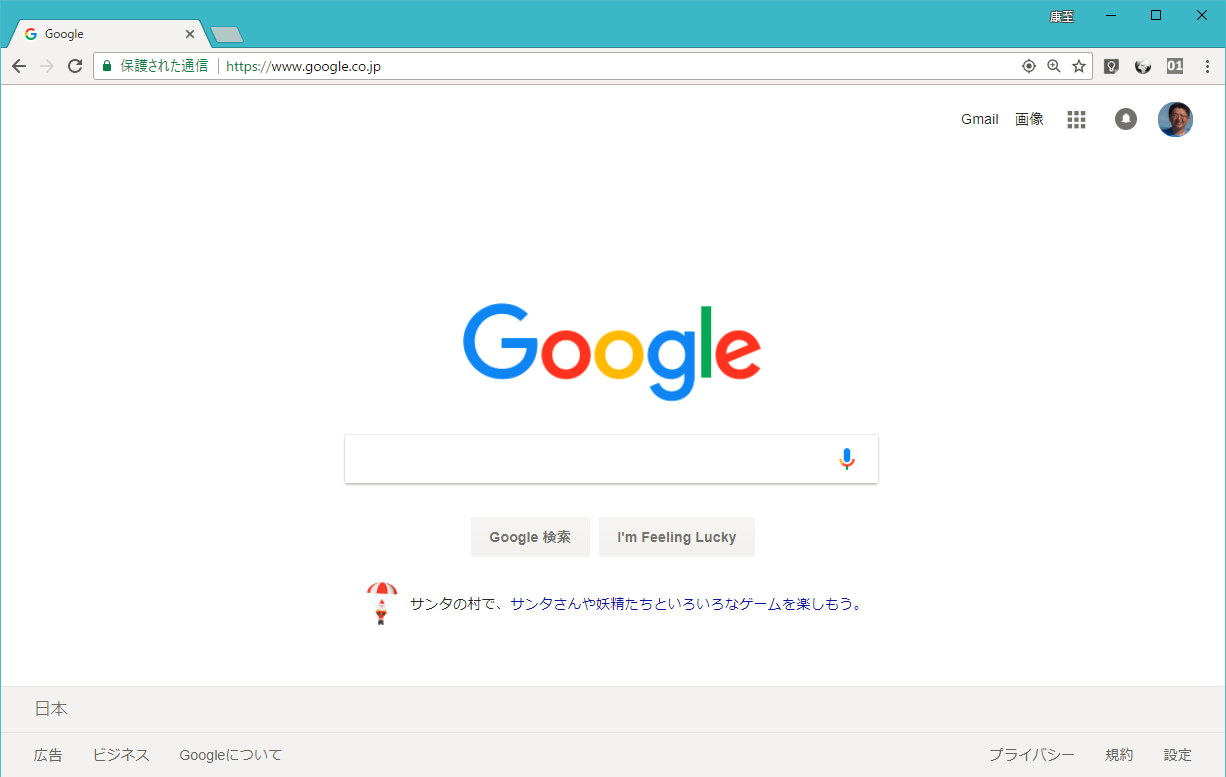 康至
Google
保護された通信 https://www.google.co.jp
01
Gmail 画像
Google
Google 検索 I'm Feeling Lucky
サンタの村で、サンタさんや妖精たちといろいろなゲームを楽しもう。
日本
広告 ビジネス Googleについて プライバシー 規約 設定